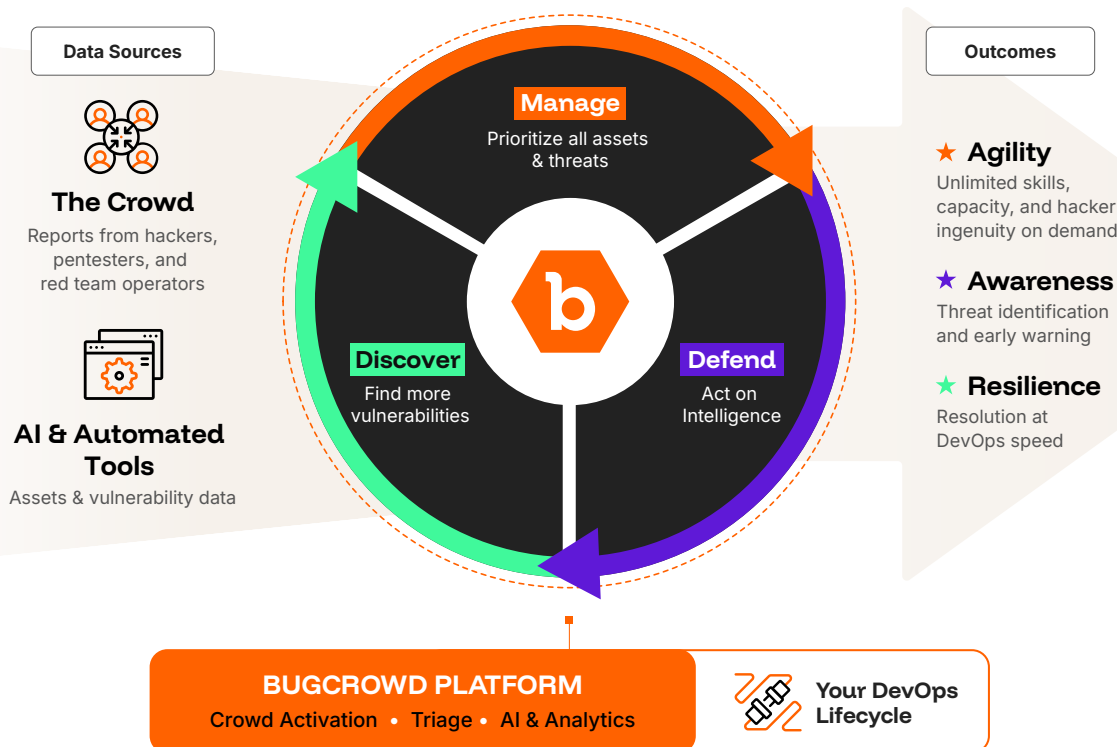 Data Sources
The Crowd
Reports from hackers,
pentesters, and
red team operators
AI & Automated
Tools
Assets & vulnerability data
Manage
Prioritize all assets
& threats
Discover
Find more
vulnerabilities
Defend
Act on
Intelligence
b
Outcomes
Agility
Unlimited skills,
capacity, and hacker
ingenuity on demand
Awareness
Threat identification
and early warning
Resilience
Resolution at
DevOps speed
BUGCROWD PLATFORM
Crowd Activation • Triage • AI & Analytics
Your DevOps
Lifecycle